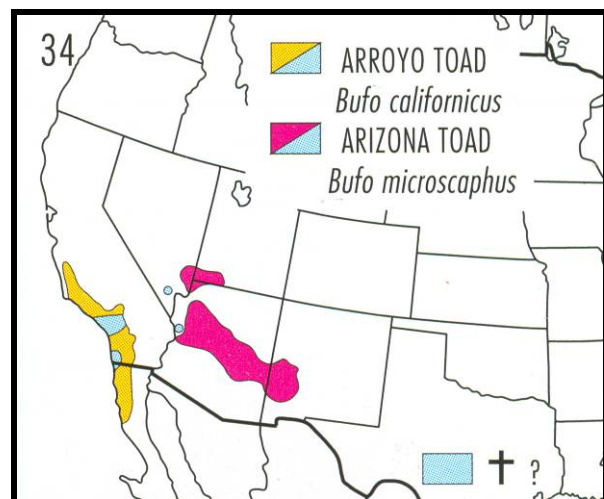 34
ARROYO TOAD
Bufo californicus
ARIZONA TOAD
Bufo microscaphus
† ?